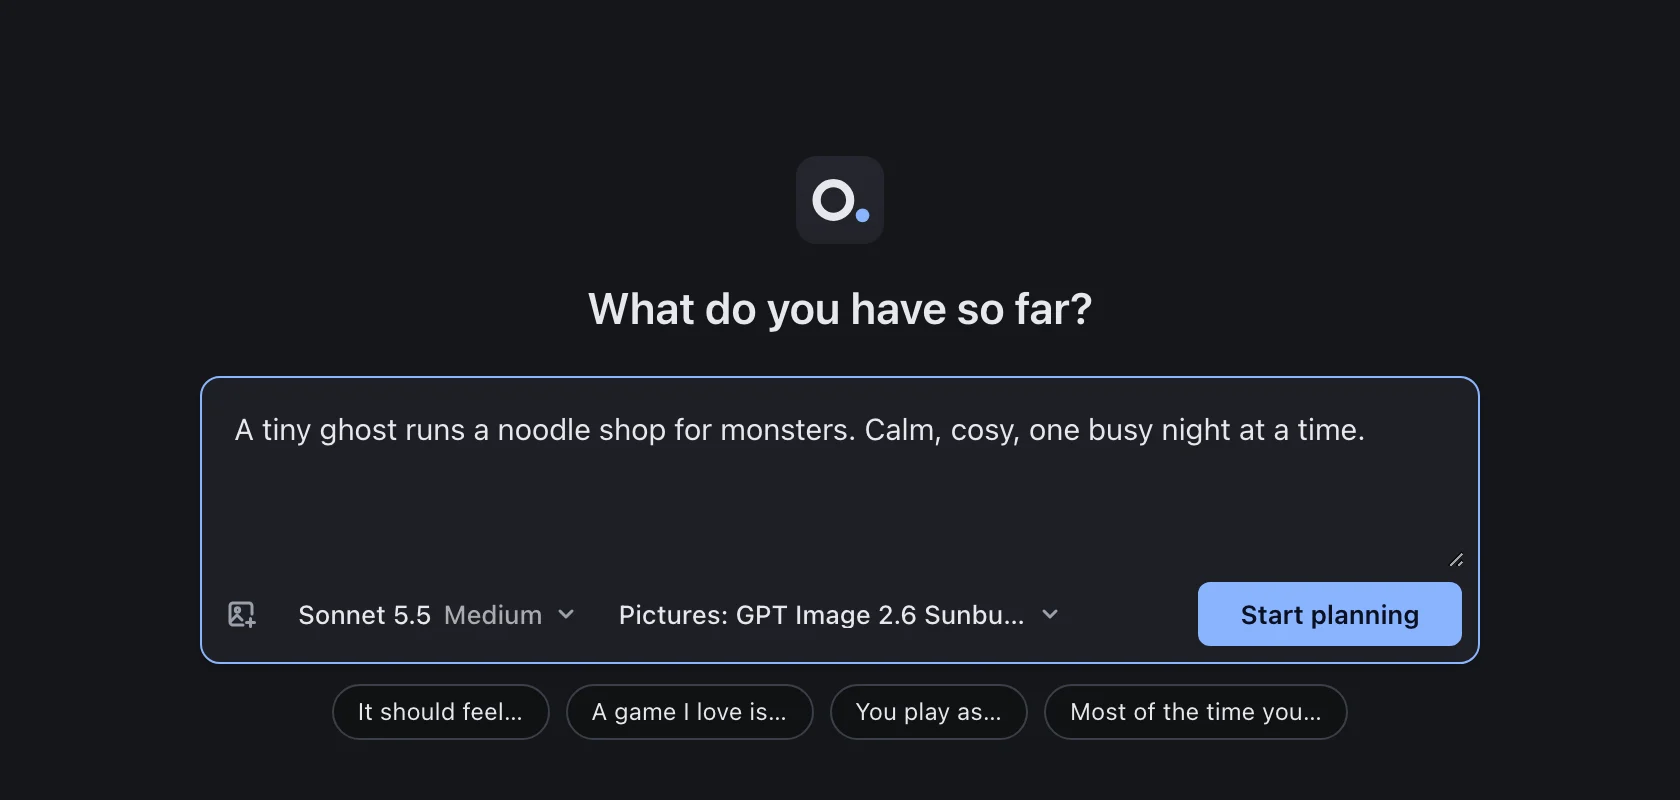 What do you have so far?
A tiny ghost runs a noodle shop for monsters. Calm, cosy, one busy night at a time.
Sonnet 5.5 Medium
Pictures: GPT Image 2.6 Sunbu...
Start planning
It should feel...
A game I love is...
You play as...
Most of the time you...